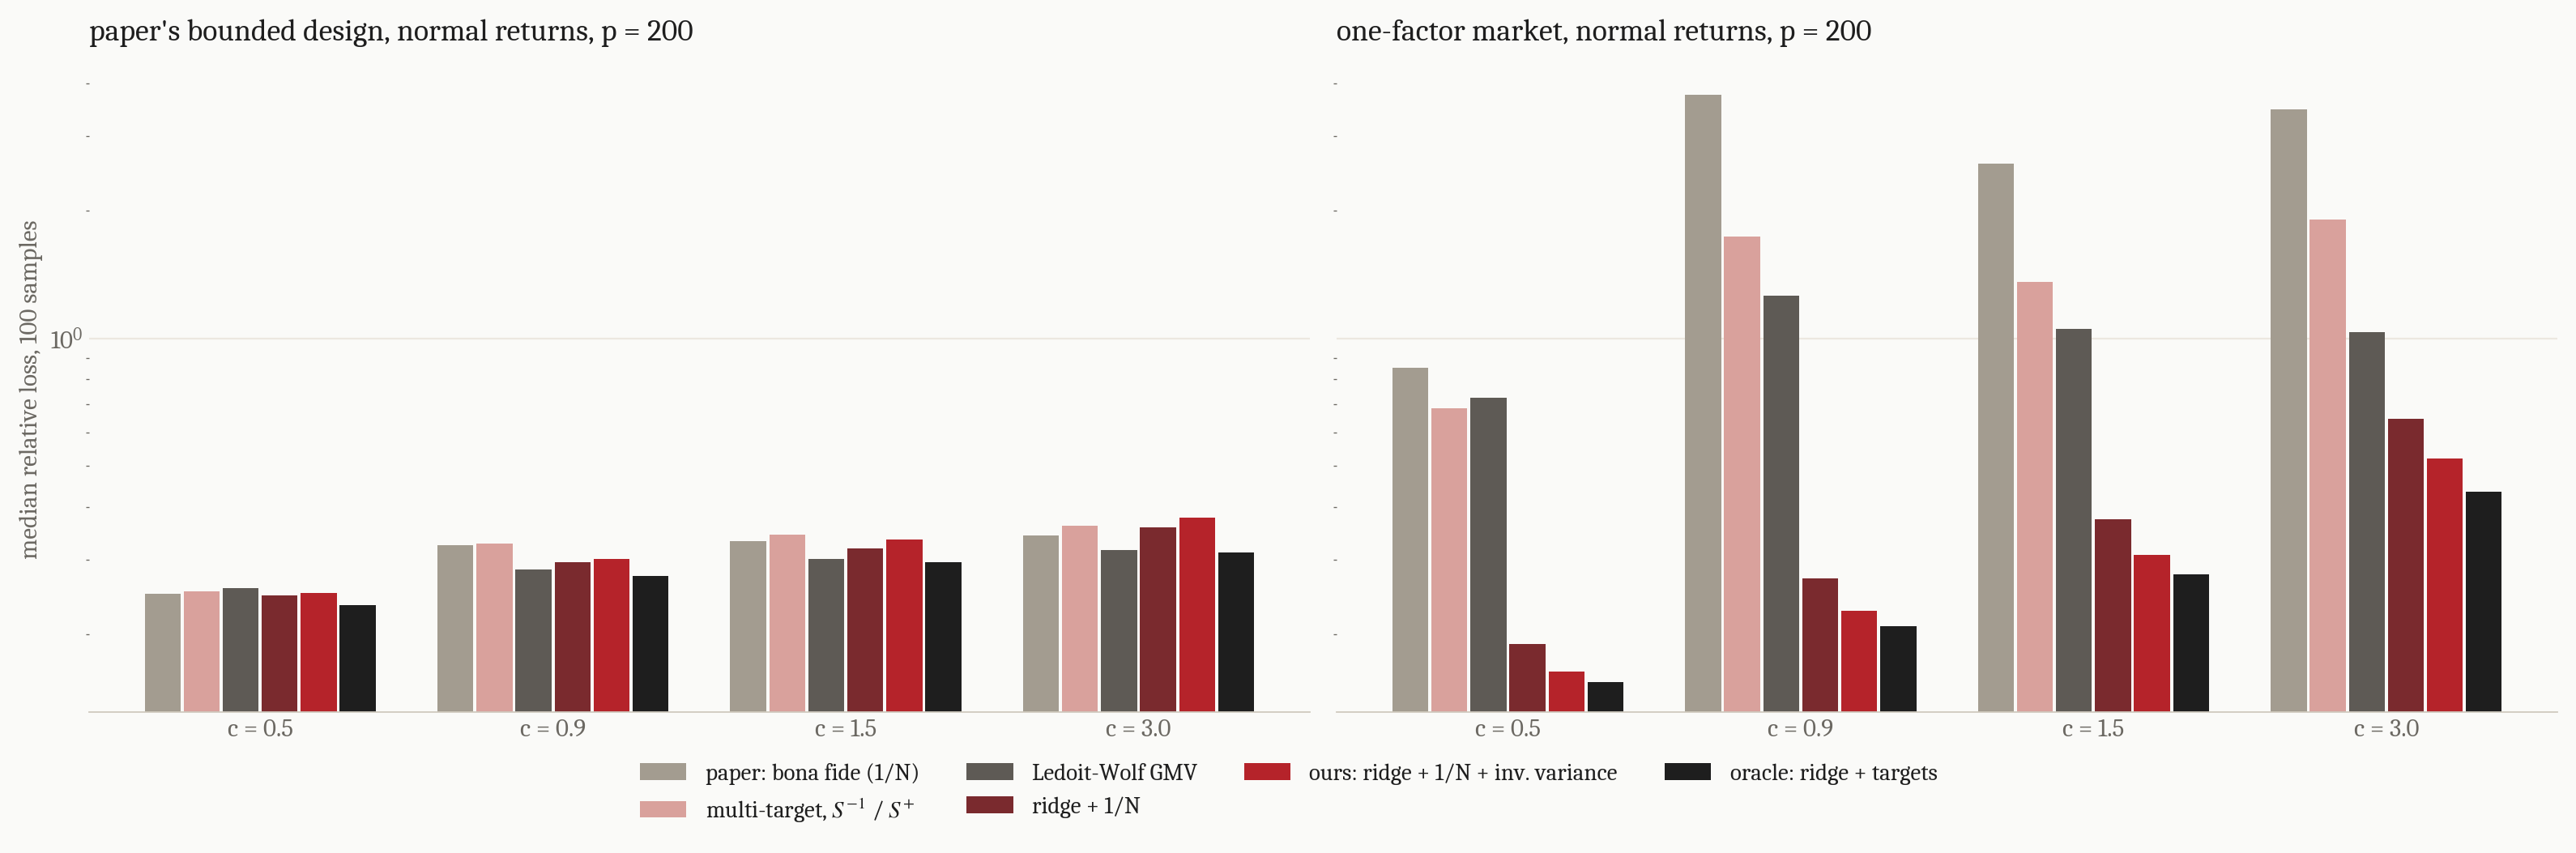 paper's bounded design, normal returns, p = 200
one-factor market, normal returns, p = 200
median relative loss, 100 samples
10⁰
c = 0.5
c = 0.9
c = 1.5
c = 3.0
c = 0.5
c = 0.9
c = 1.5
c = 3.0
paper: bona fide (1/N)
multi-target, S⁻¹ / S⁺
Ledoit-Wolf GMV
ridge + 1/N
ours: ridge + 1/N + inv. variance
oracle: ridge + targets